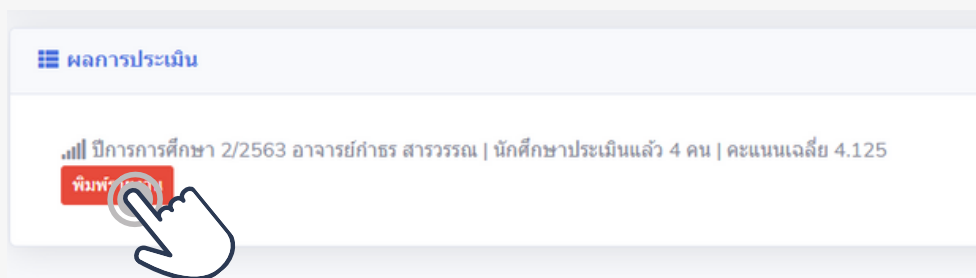 ผลการประเมิน
ปีการการศึกษา 2/2563 อาจารย์กำธร สารวรรณ | นักศึกษาประเมินแล้ว 4 คน | คะแนนเฉลี่ย 4.125